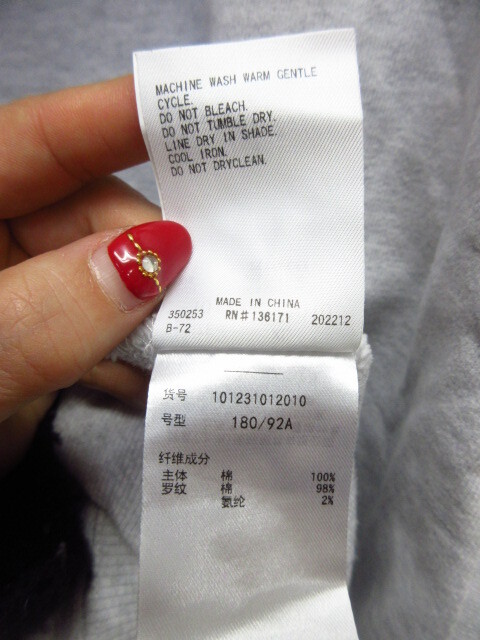 MACHINE WASH WARM GENTLE
CYCLE.
DO NOT BLEACH.
DO NOT TUMBLE DRY.
LINE DRY IN SHADE.
COOL IRON.
DO NOT DRYCLEAN.
MADE IN CHINA
350253 RN#136171 202212
B-72
货号 101231012010
号型 180/92A
纤维成分
主体 棉 100%
罗纹 棉 98%
氨纶 2%